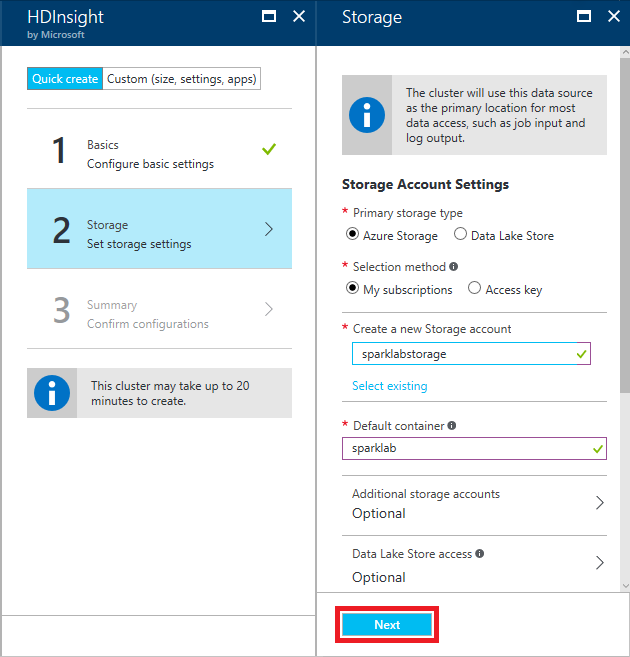 HDInsight
by Microsoft
Quick create
Custom (size, settings, apps)
1
Basics
Configure basic settings
2
Storage
Set storage settings
3
Summary
Confirm configurations
This cluster may take up to 20
minutes to create.
Storage
The cluster will use this data source
as the primary location for most
data access, such as job input and
log output.
Storage Account Settings
* Primary storage type
Azure Storage
Data Lake Store
* Selection method
My subscriptions
Access key
* Create a new Storage account
sparklabstorage
Select existing
* Default container
sparklab
Additional storage accounts
Optional
Data Lake Store access
Optional
Next